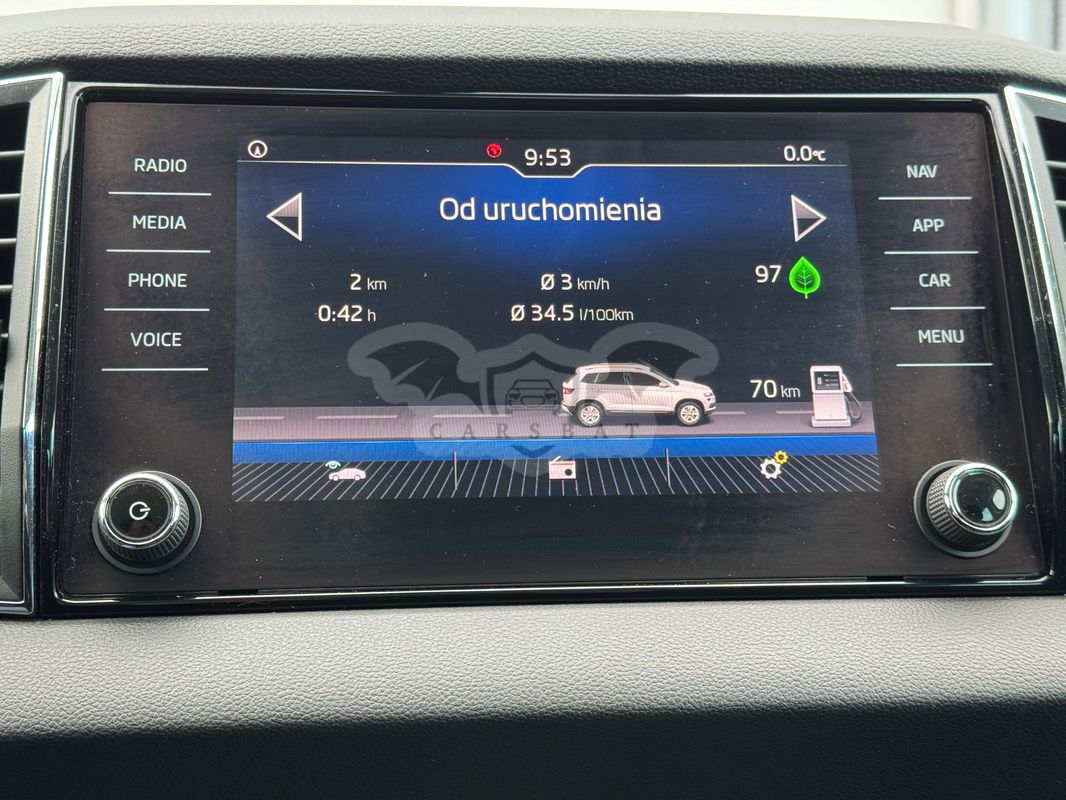 9:53
0.0°C
RADIO
MEDIA
PHONE
VOICE
NAV
APP
CAR
MENU
Od uruchomienia
2 km
Ø 3 km/h
97
0:42 h
Ø 34.5 l/100km
70 km
8
CARSBAT